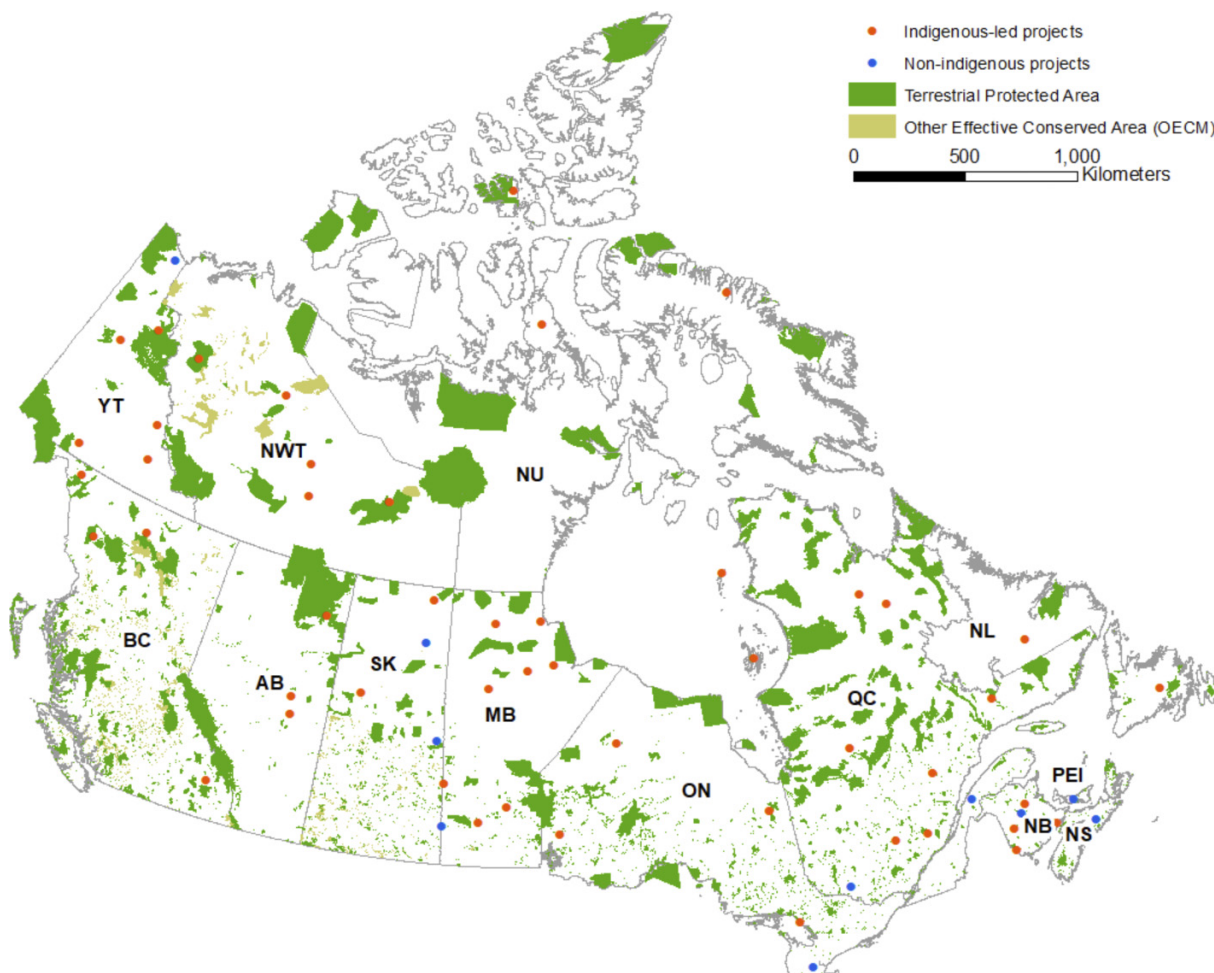 Indigenous-led projects
Non-indigenous projects
Terrestrial Protected Area
Other Effective Conserved Area (OECM)
0 500 1,000
Kilometers
YT
NWT
NU
BC
AB
SK
MB
ON
QC
NL
PEI
NB
NS